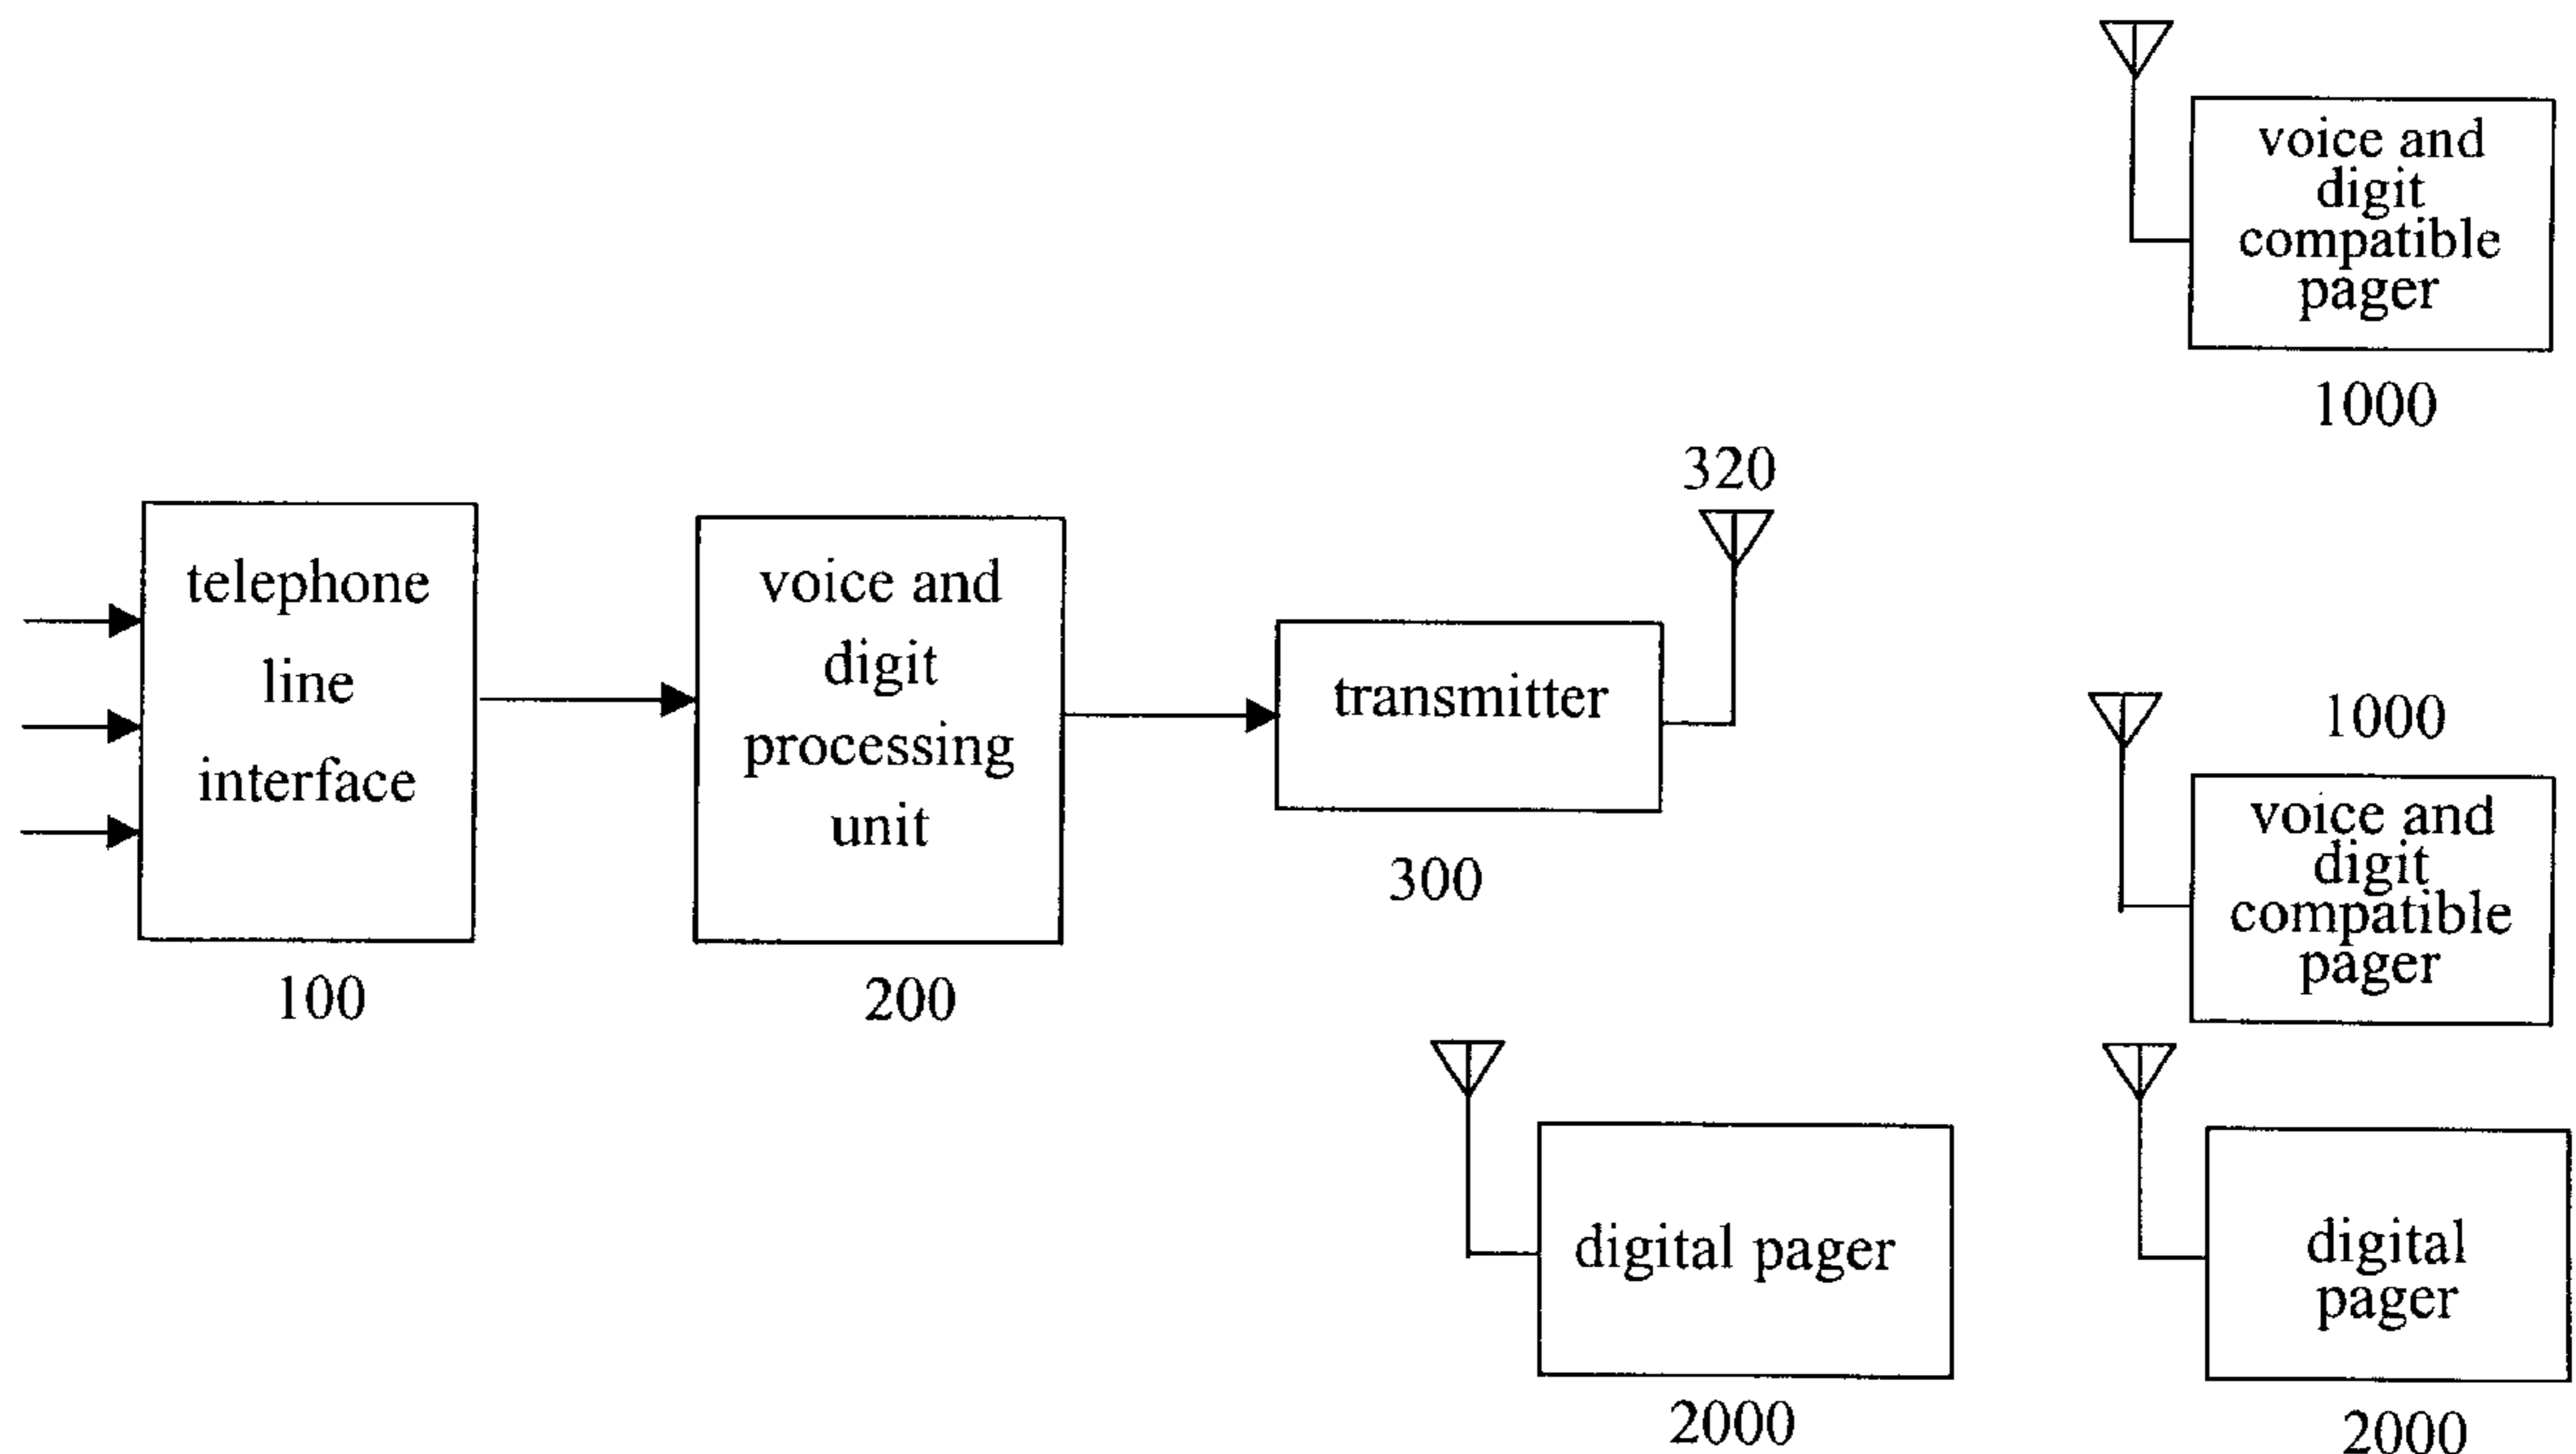 voice and
digit
compatible
pager
1000
320
telephone
line
interface
100
voice and
digit
processing
unit
200
transmitter
300
1000
voice and
digit
compatible
pager
digital pager
2000
digital
pager
2000